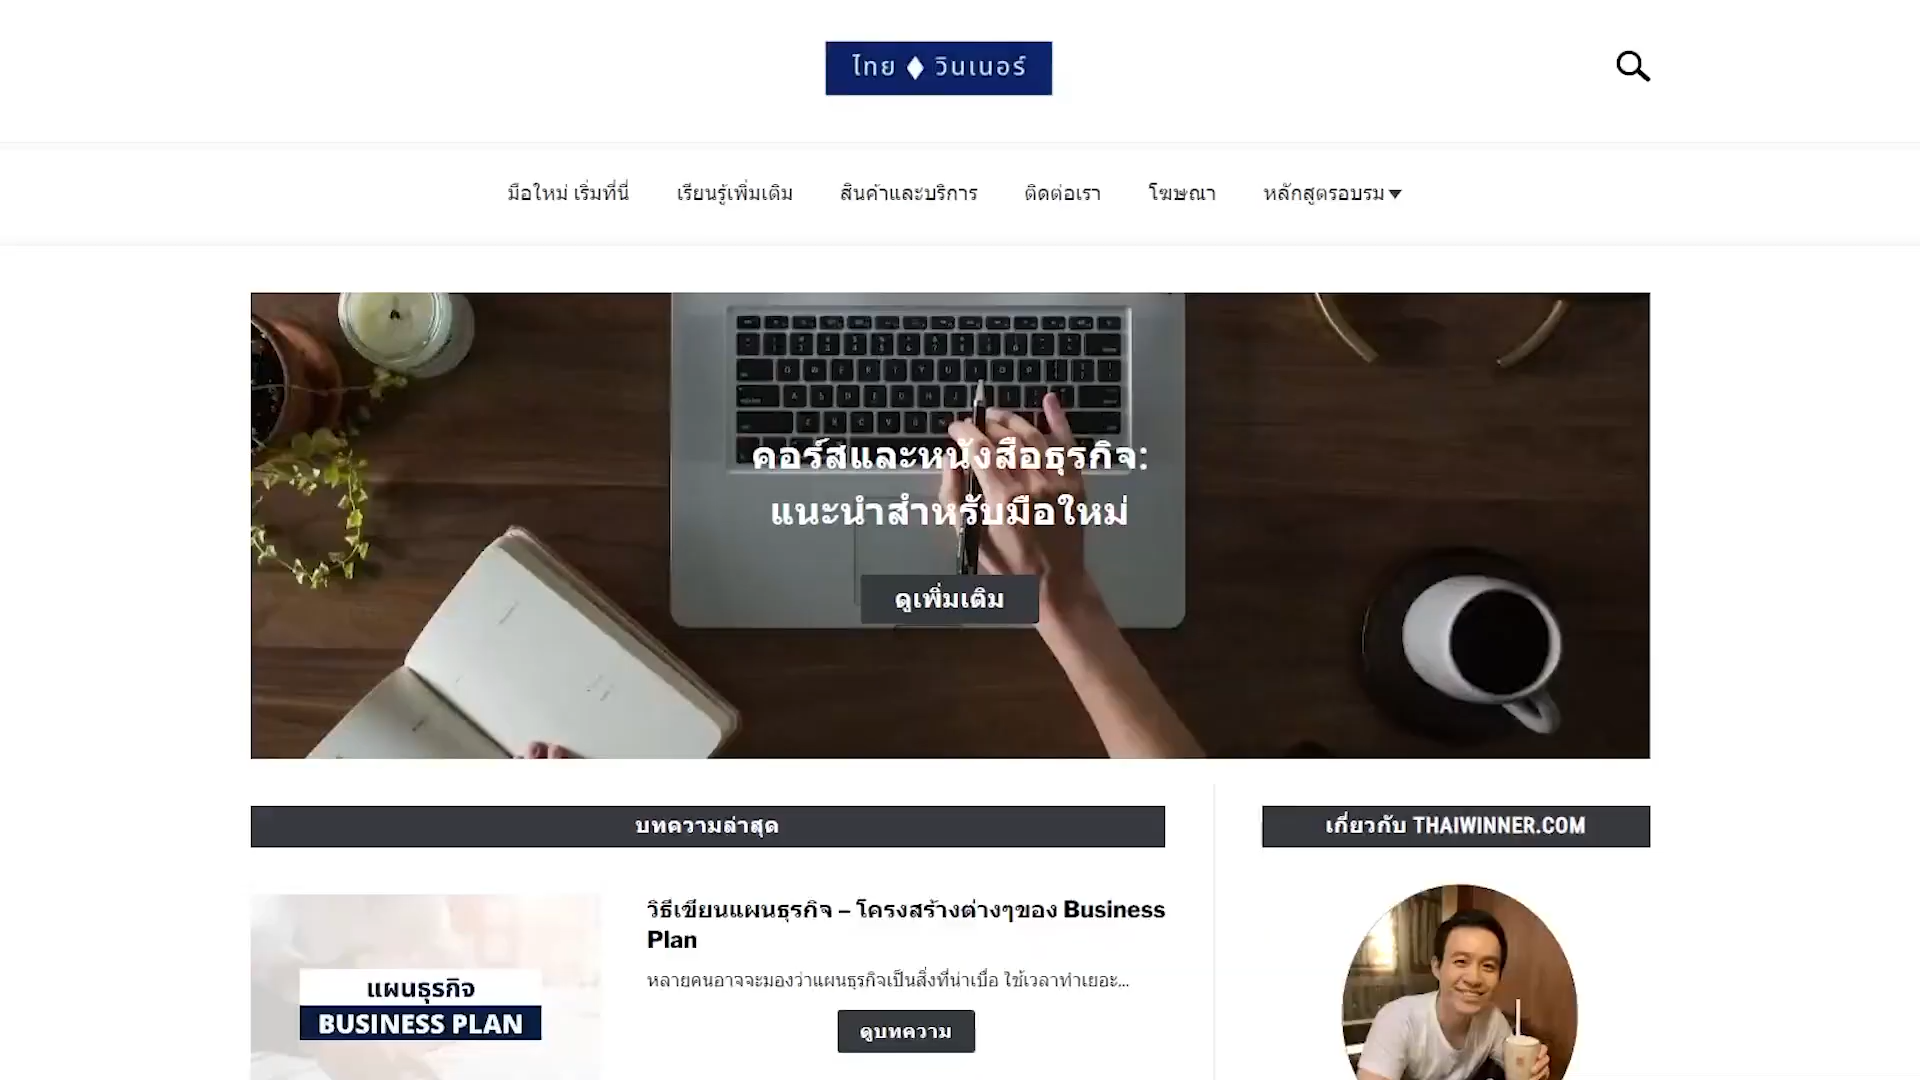 ไทย ♦ วินเนอร์
มือใหม่ เริ่มที่นี่ เรียนรู้เพิ่มเติม สินค้าและบริการ ติดต่อเรา โฆษณา หลักสูตรอบรม
คอร์สและหนังสือธุรกิจ:
แนะนำสำหรับมือใหม่
ดูเพิ่มเติม
บทความล่าสุด
เกี่ยวกับ THAIWINNER.COM
วิธีเขียนแผนธุรกิจ – โครงสร้างต่างๆของ Business
Plan
หลายคนอาจจะมองว่าแผนธุรกิจเป็นสิ่งที่น่าเบื่อ ใช้เวลาทำเยอะ...
แผนธุรกิจ
BUSINESS PLAN
ดูบทความ